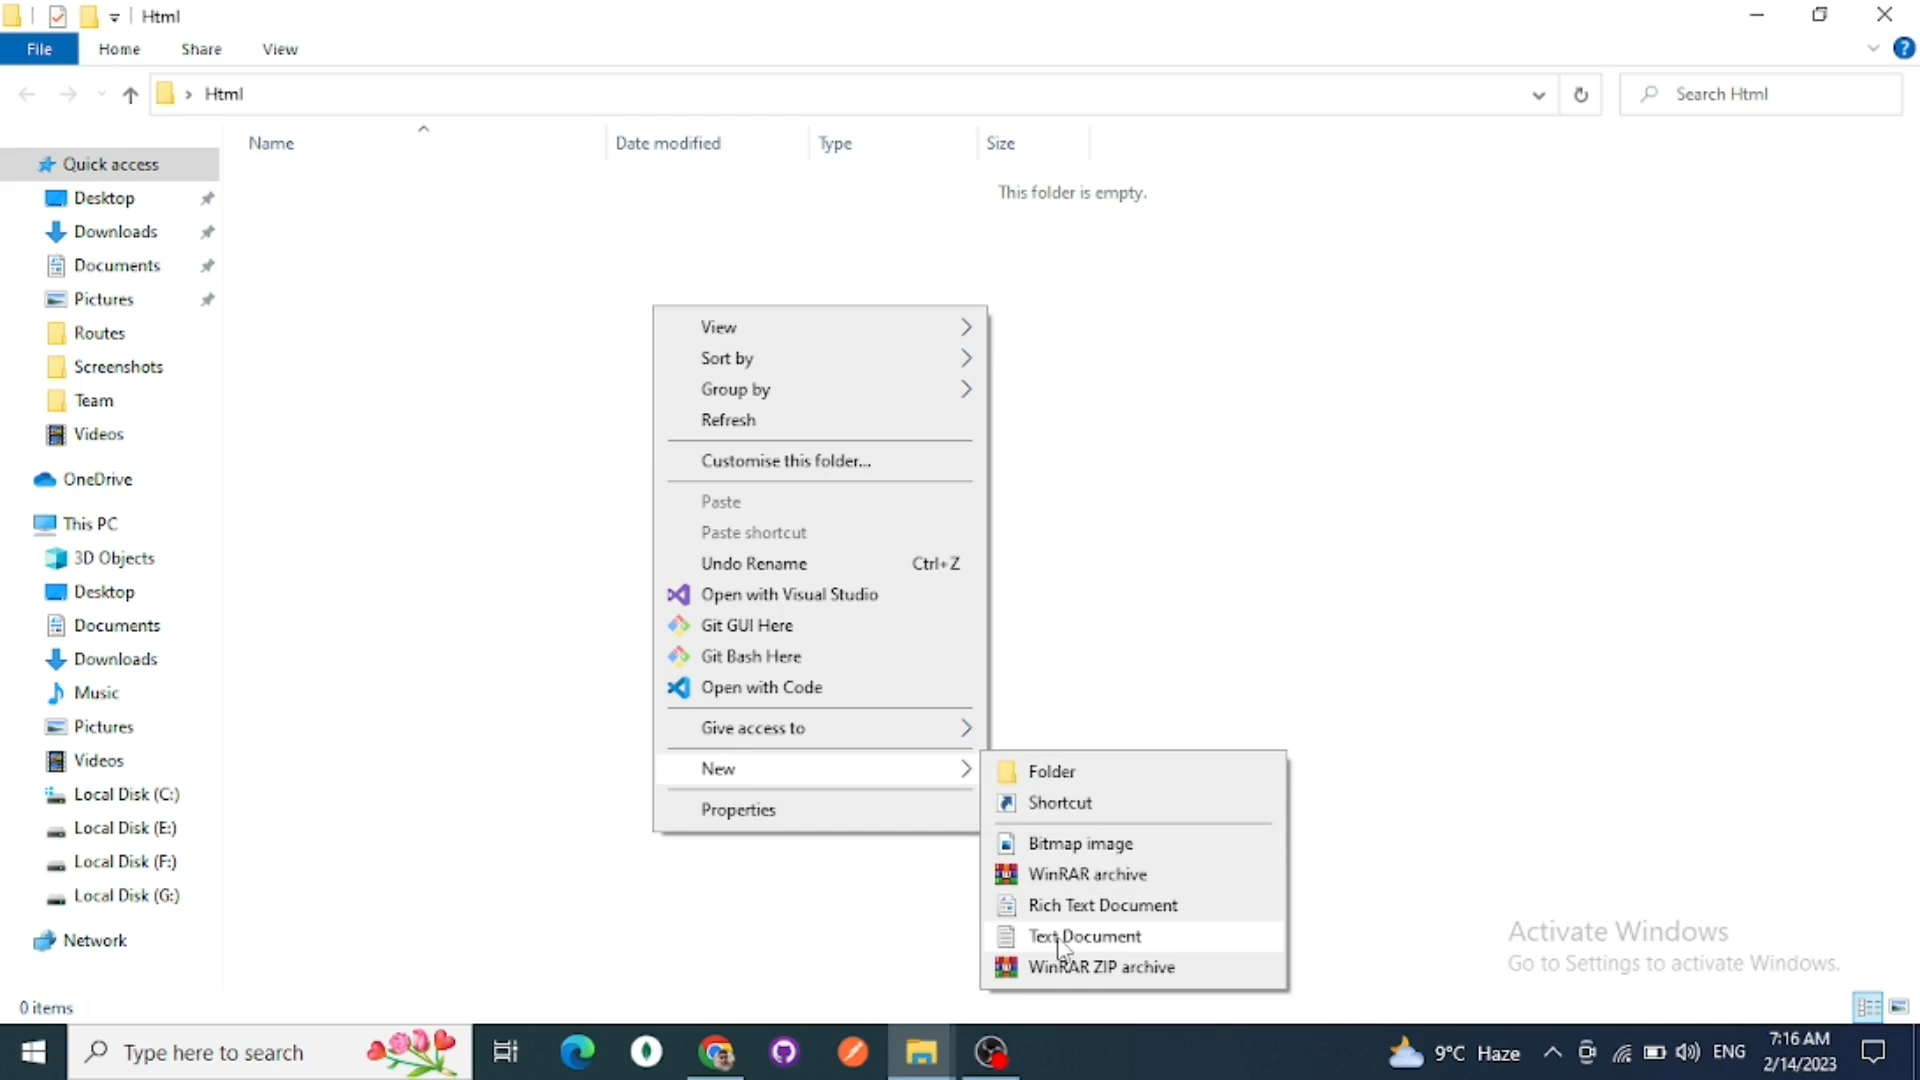 Html
File Home Share View
Html
Search Html
Name Date modified Type Size
This folder is empty.
Quick access
Desktop
Downloads
Documents
Pictures
Routes
Screenshots
Team
Videos
OneDrive
This PC
3D Objects
Desktop
Documents
Downloads
Music
Pictures
Videos
Local Disk (C:)
Local Disk (E:)
Local Disk (F:)
Local Disk (G:)
Network
View
Sort by
Group by
Refresh
Customise this folder...
Paste
Paste shortcut
Undo Rename Ctrl+Z
Open with Visual Studio
Git GUI Here
Git Bash Here
Open with Code
Give access to
New
Properties
Folder
Shortcut
Bitmap image
WinRAR archive
Rich Text Document
Text Document
WinRAR ZIP archive
Activate Windows
Go to Settings to activate Windows.
0 items
Type here to search
9°C Haze
ENG
7:16 AM
2/14/2023